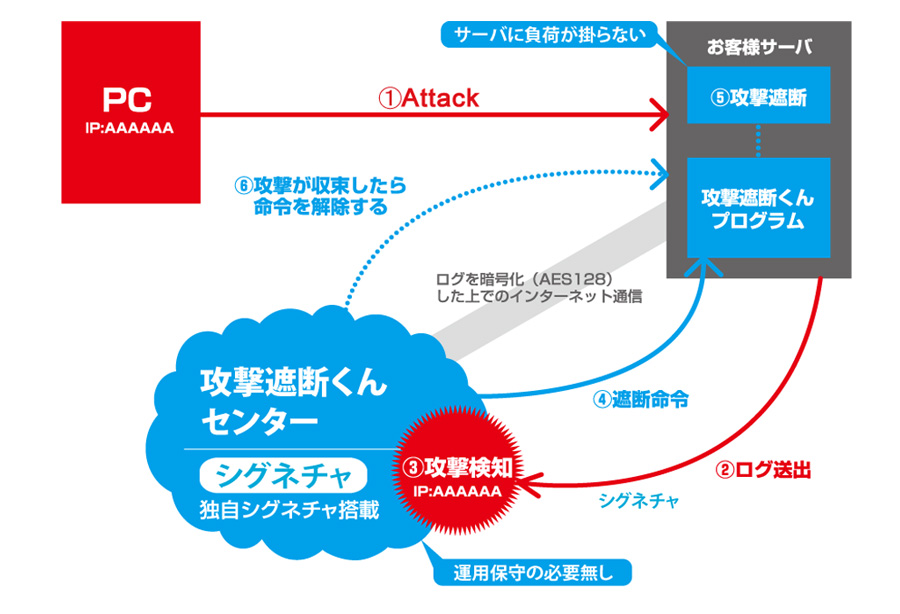 サーバに負荷が掛らない
お客様サーバ
PC
IP:AAAAAA
①Attack
⑤攻撃遮断
⑥攻撃が収束したら
命令を解除する
攻撃遮断くん
プログラム
ログを暗号化（AES128）
した上でのインターネット通信
攻撃遮断くん
センター
④遮断命令
シグネチャ
独自シグネチャ搭載
③攻撃検知
IP:AAAAAA
②ログ送出
シグネチャ
運用保守の必要無し